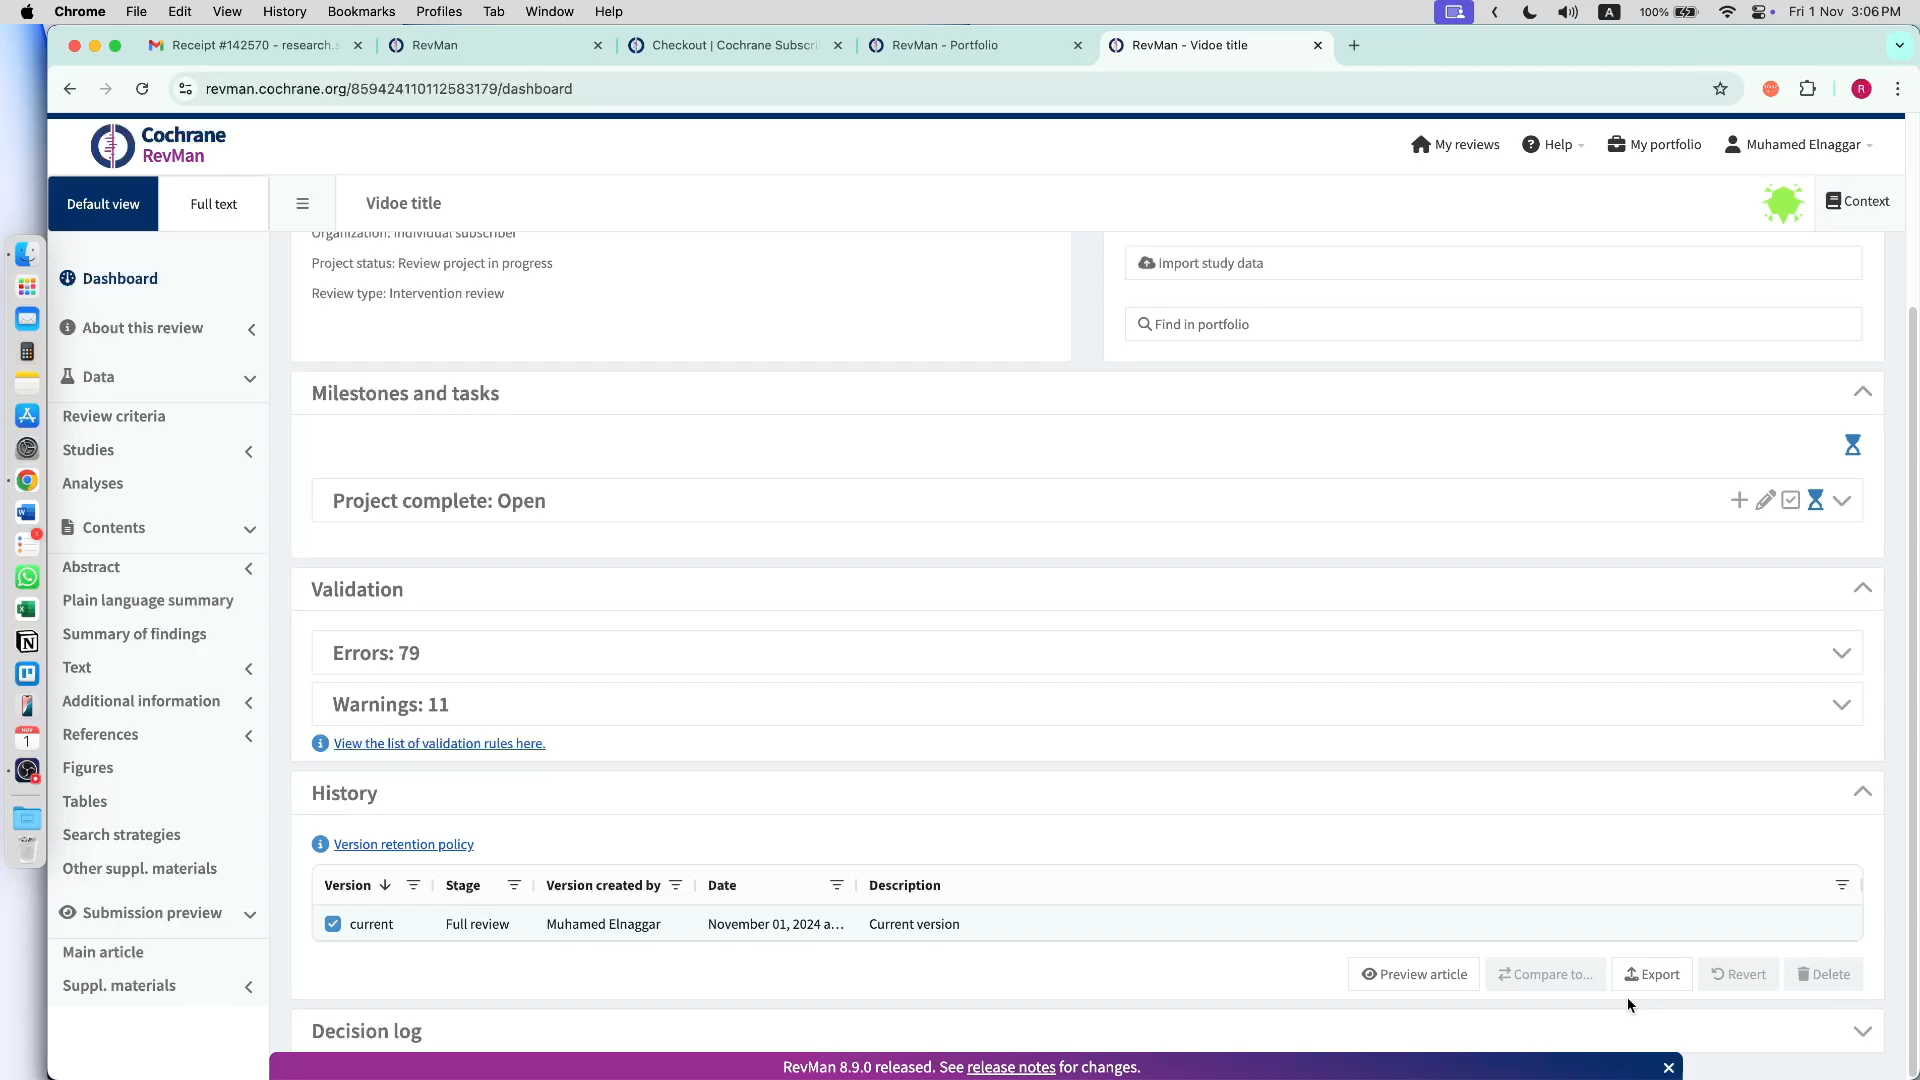 Chrome File Edit View History Bookmarks Profiles Tab Window Help
A 100% Fri 1 Nov 3:06 PM
Receipt #142570 - research.s
RevMan
Checkout | Cochrane Subscri
RevMan - Portfolio
RevMan - Vidoe title
revman.cochrane.org/859424110112583179/dashboard
R
Cochrane
RevMan
My reviews
Help
My portfolio
Muhamed Elnaggar
Default view
Full text
Vidoe title
Context
Organization: Individual subscriber
Project status: Review project in progress
Review type: Intervention review
Import study data
Find in portfolio
Dashboard
About this review
Data
Review criteria
Studies
Analyses
Contents
Abstract
Plain language summary
Summary of findings
Text
Additional information
References
Figures
Tables
Search strategies
Other suppl. materials
Submission preview
Main article
Suppl. materials
Milestones and tasks
Project complete: Open
Validation
Errors: 79
Warnings: 11
View the list of validation rules here.
History
Version retention policy
Version Stage Version created by Date Description
current Full review Muhamed Elnaggar November 01, 2024 a... Current version
Preview article
Compare to...
Export
Revert
Delete
Decision log
RevMan 8.9.0 released. See release notes for changes.
NOV
1